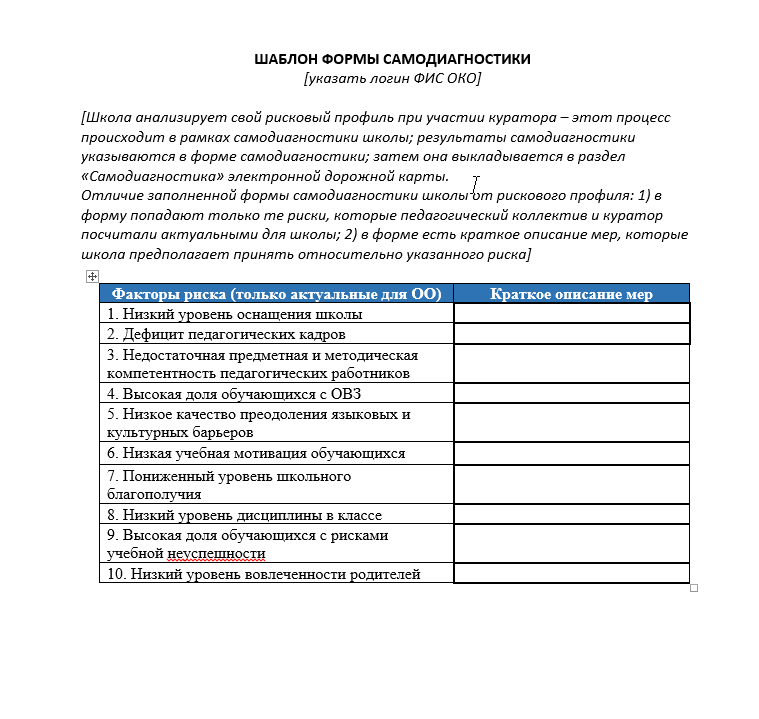 ШАБЛОН ФОРМЫ САМОДИАГНОСТИКИ
[указать логин ФИС ОКО]
[Школа анализирует свой рисковый профиль при участии куратора – этот процесс
происходит в рамках самодиагностики школы; результаты самодиагностики
указываются в форме самодиагностики; затем она выкладывается в раздел
«Самодиагностика» электронной дорожной карты.
Отличие заполненной формы самодиагностики школы от рискового профиля: 1) в
форму попадают только те риски, которые педагогический коллектив и куратор
посчитали актуальными для школы; 2) в форме есть краткое описание мер, которые
школа предполагает принять относительно указанного риска]
Факторы риска (только актуальные для ОО) Краткое описание мер
1. Низкий уровень оснащения школы
2. Дефицит педагогических кадров
3. Недостаточная предметная и методическая
компетентность педагогических работников
4. Высокая доля обучающихся с ОВЗ
5. Низкое качество преодоления языковых и
культурных барьеров
6. Низкая учебная мотивация обучающихся
7. Пониженный уровень школьного
благополучия
8. Низкий уровень дисциплины в классе
9. Высокая доля обучающихся с рисками
учебной неуспешности
10. Низкий уровень вовлеченности родителей